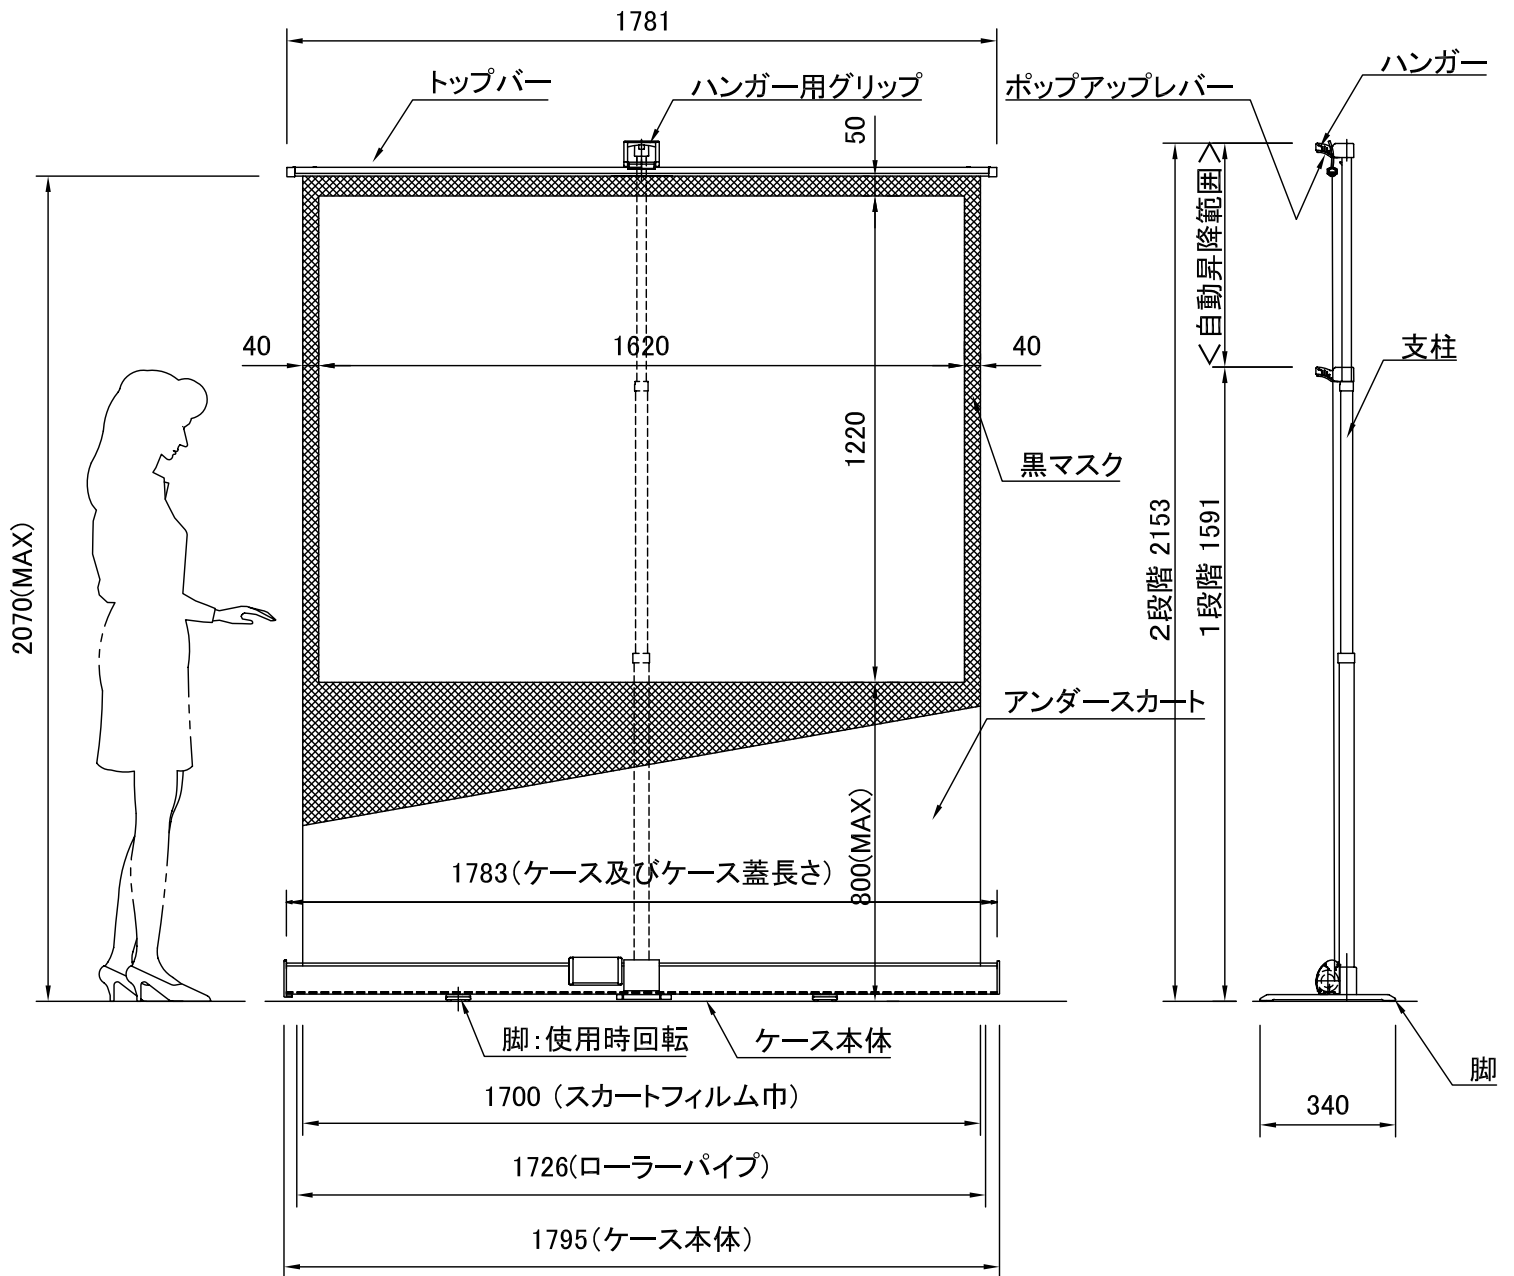 1781
トップバー
ハンガー用グリップ
ポップアップレバー
ハンガー
50
<自動昇降範囲>
40
1620
40
支柱
1220
黒マスク
2070(MAX)
2段階 2153
1段階 1591
アンダースカート
800(MAX)
1783(ケース及びケース蓋長さ)
脚:使用時回転
ケース本体
脚
1700 (スカートフィルム巾)
340
1726(ローラーパイプ)
1795(ケース本体)